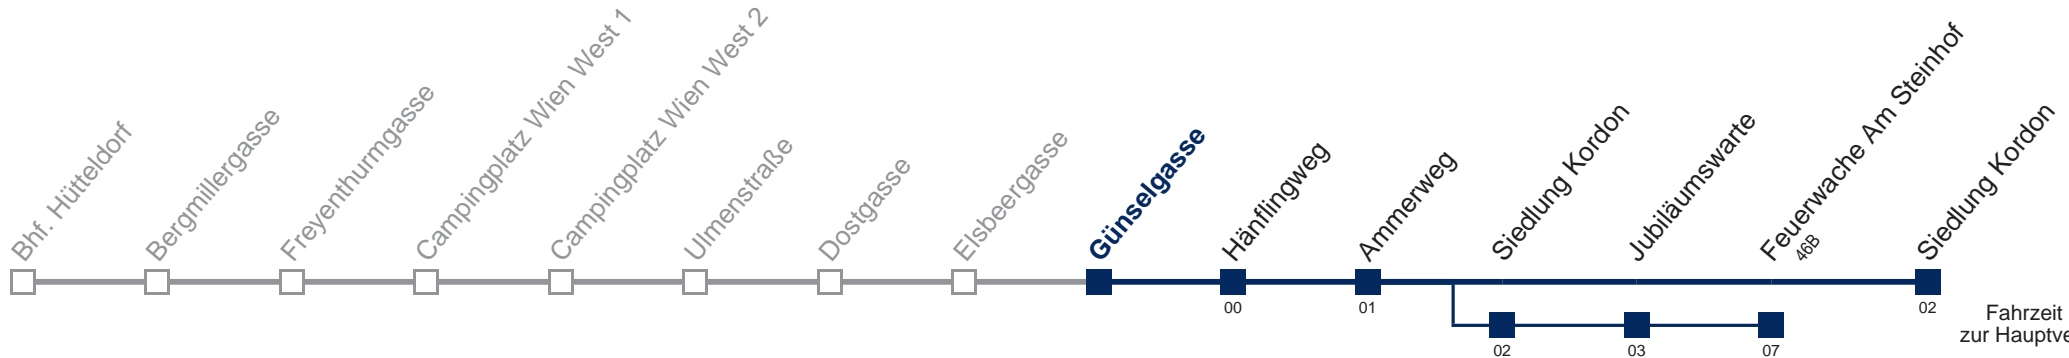 Bhf. Hütteldorf
Bergmillergasse
Freyenthurmgasse
Campingplatz Wien West 1
Campingplatz Wien West 2
Ulmenstraße
Dostgasse
Elsbeergasse
Günselgasse
Hänflingweg
Ammerweg
Siedlung Kordon
Jubiläumswarte
Feuerwache Am Steinhof
46B
Siedlung Kordon
00
01
02
02
03
07
Fahrzeit
zur Hauptve